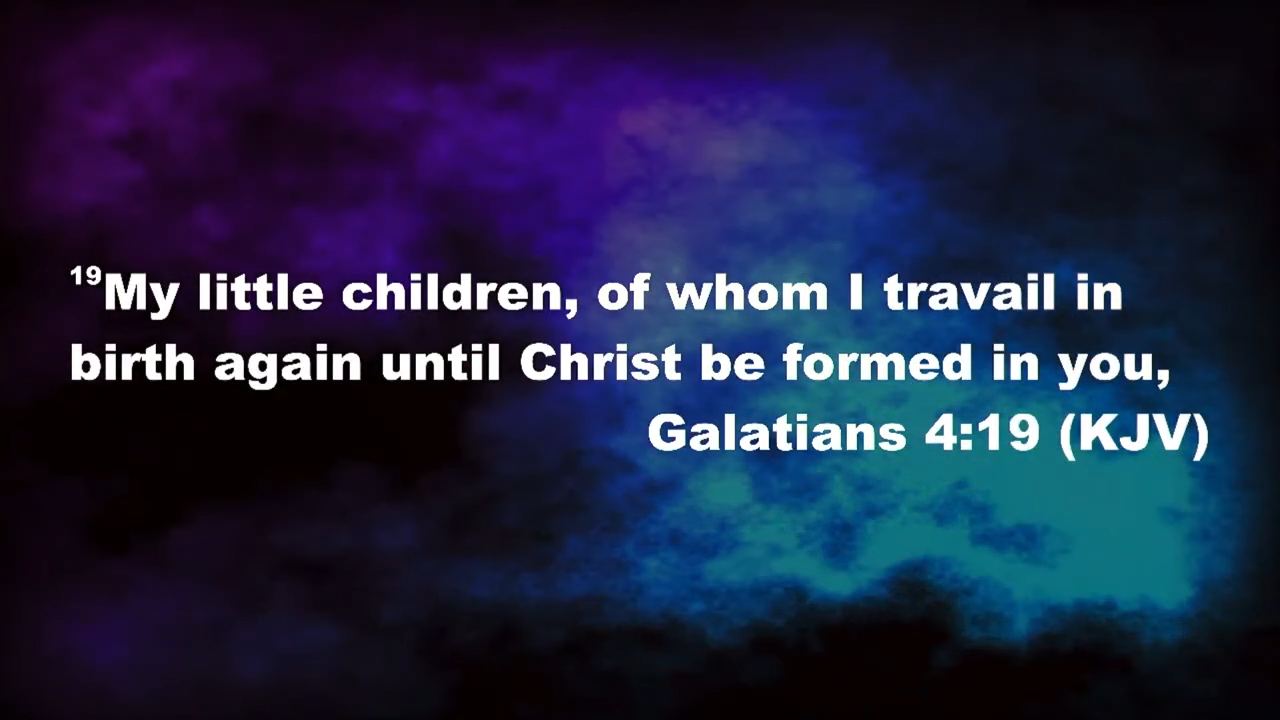 19My little children, of whom I travail in
birth again until Christ be formed in you,
Galatians 4:19 (KJV)